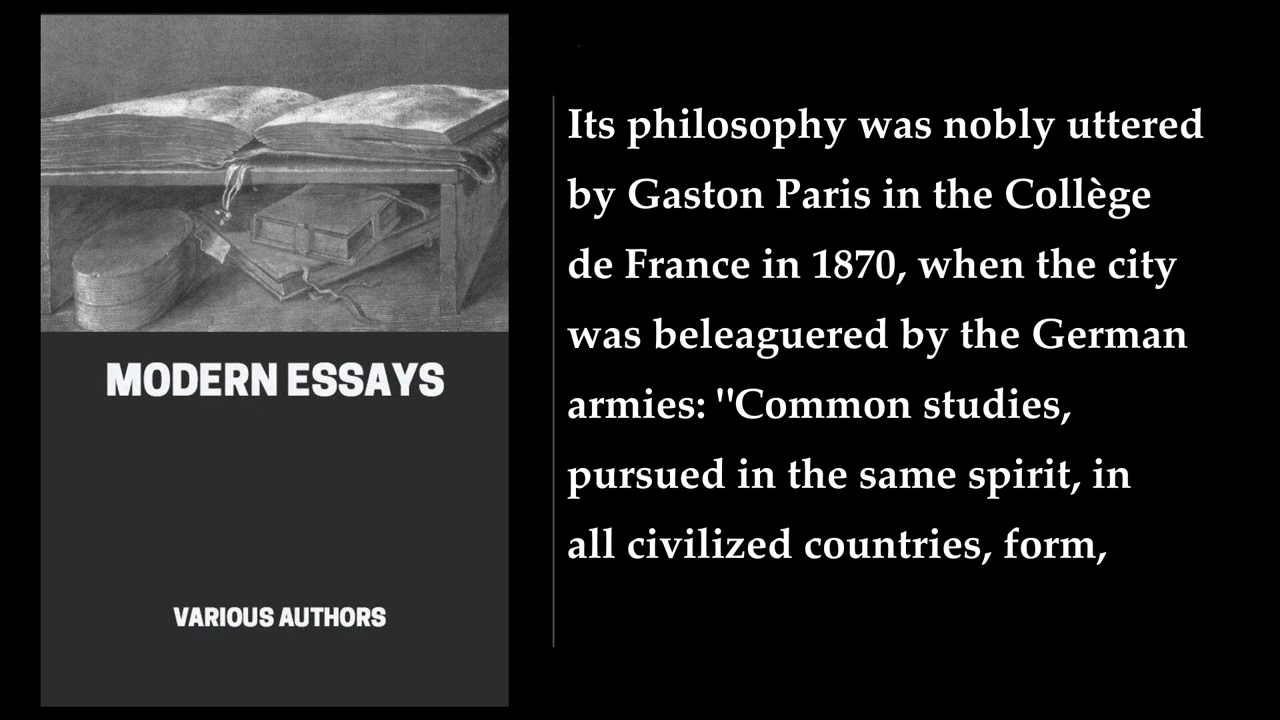 MODERN ESSAYS
VARIOUS AUTHORS
Its philosophy was nobly uttered
by Gaston Paris in the Collège
de France in 1870, when the city
was beleaguered by the German
armies: "Common studies,
pursued in the same spirit, in
all civilized countries, form,